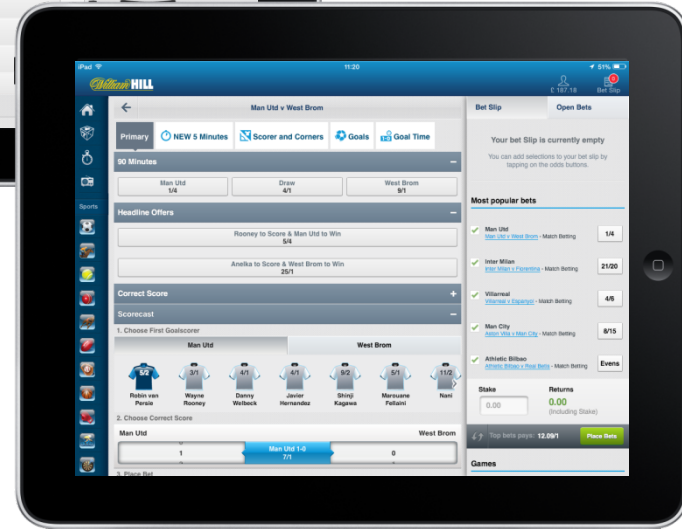 iPad
11:20
51%
William HILL
£ 187.18
0
Bet Slip
Man Utd v West Brom
Primary
NEW 5 Minutes
Scorer and Corners
Goals
Goal Time
90 Minutes
Man Utd
1/4
Draw
4/1
West Brom
9/1
Headline Offers
Rooney to Score & Man Utd to Win
5/4
Anelka to Score & West Brom to Win
25/1
Correct Score
Scorecast
1. Choose First Goalscorer
Man Utd
West Brom
5/2
3/1
4/1
4/1
9/2
5/1
11/2
Robin van
Persie
Wayne
Rooney
Danny
Welbeck
Javier
Hernandez
Shinji
Kagawa
Marouane
Fellaini
Nani
2. Choose Correct Score
Man Utd
West Brom
1
Man Utd 1-0
7/1
0
3. Place Bet
Sports
Bet Slip
Open Bets
Your bet Slip is currently empty
You can add selections to your bet slip by
tapping on the odds buttons.
Most popular bets
Man Utd
Man Utd v West Brom - Match Betting
1/4
Inter Milan
Inter Milan v Fiorentina - Match Betting
21/20
Villarreal
Villarreal v Espanyol - Match Betting
4/6
Man City
Aston Villa v Man City - Match Betting
8/15
Athletic Bilbao
Athletic Bilbao v Real Betis - Match Betting
Evens
Stake
Returns
0.00
0.00
(Including Stake)
Top bets pays: 12.09/1
Place Bets
Games